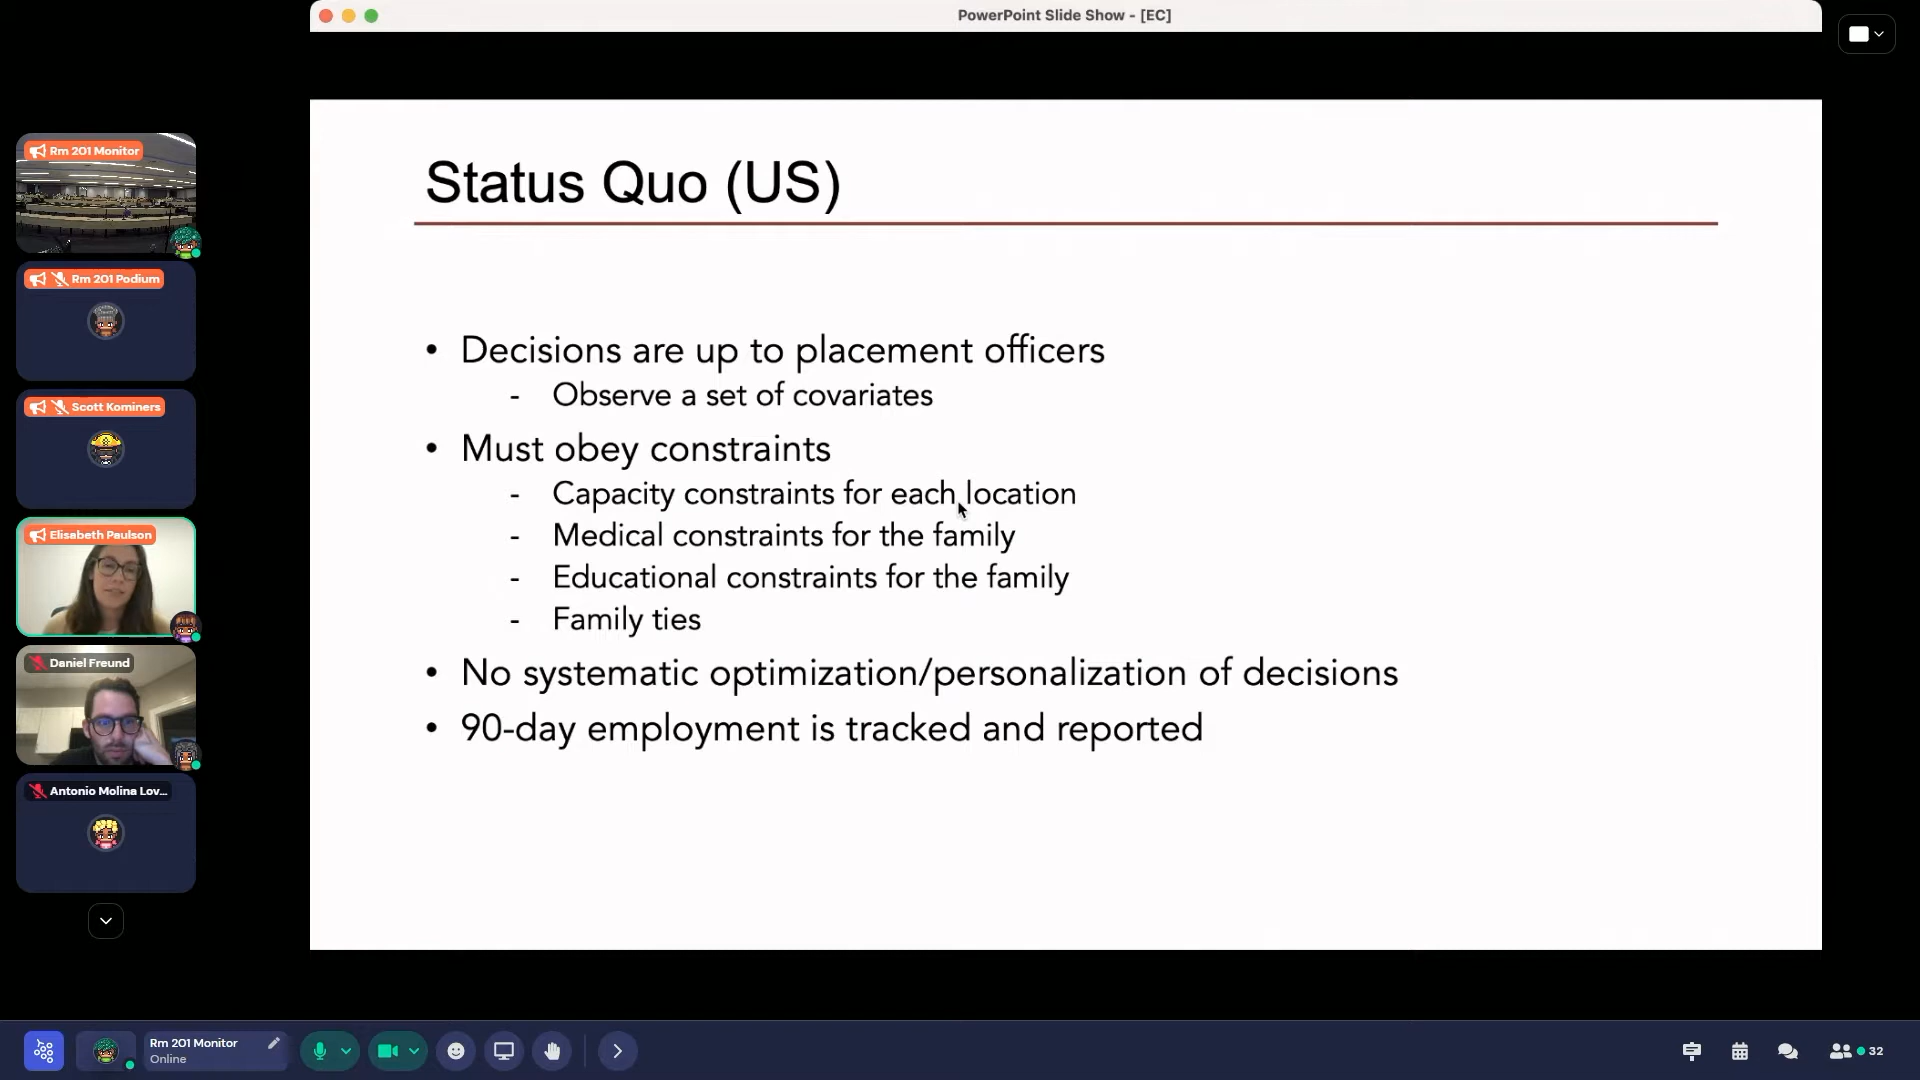 PowerPoint Slide Show - [EC]
Rm 201 Monitor
Rm 201 Podium
Scott Kominers
Elisabeth Paulson
Daniel Freund
Antonio Molina Lov...
Status Quo (US)
• Decisions are up to placement officers
- Observe a set of covariates
• Must obey constraints
- Capacity constraints for each location
- Medical constraints for the family
- Educational constraints for the family
- Family ties
• No systematic optimization/personalization of decisions
• 90-day employment is tracked and reported
Rm 201 Monitor
Online
32